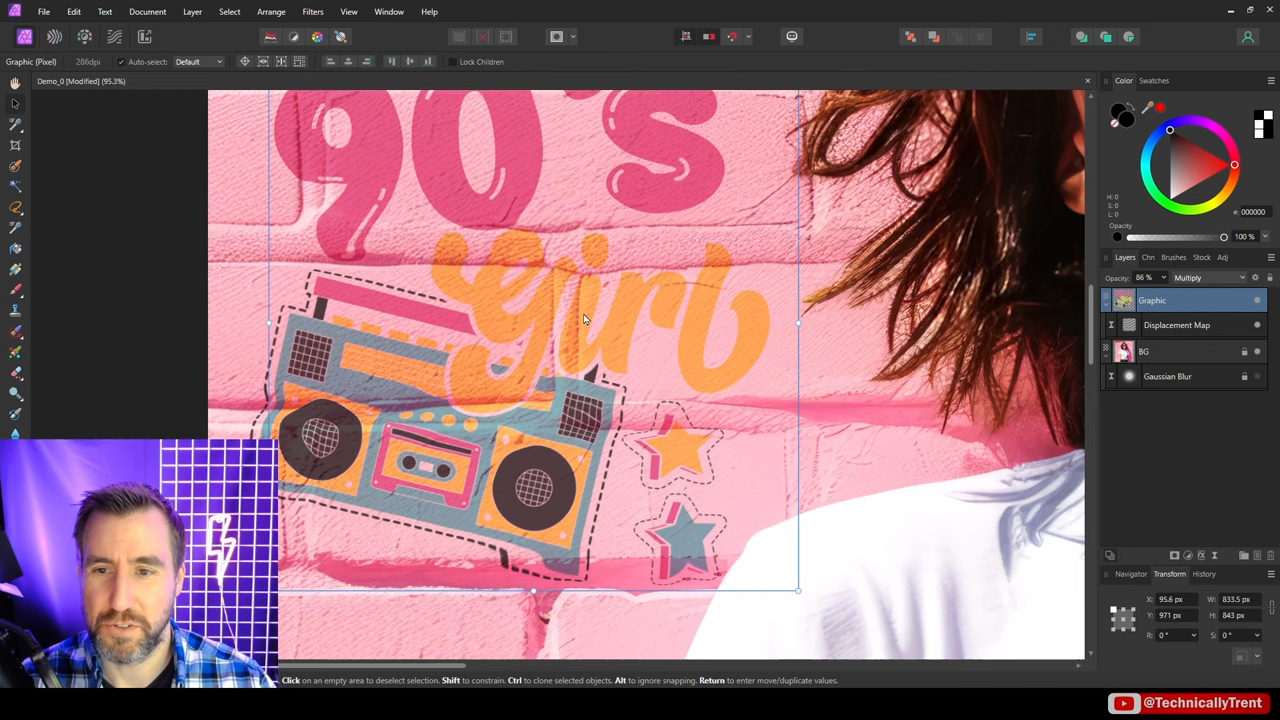 File Edit Text Document Layer Select Arrange Filters View Window Help
Graphic (Pixel) 286dpi Auto-select: Default Lock Children
Demo_0 [Modified] (95.3%)
90's
Girl
Color Swatches
H: 0
S: 0
L: 0
#: 000000
Opacity
100 %
Layers Chn Brushes Stock Adj
Opacity: 86 % Multiply
Graphic
Displacement Map
BG
Gaussian Blur
Navigator Transform History
X: 95.6 px W: 833.5 px
Y: 971 px H: 843 px
R: 0 ° S: 0 °
Click on an empty area to deselect selection. Shift to constrain. Ctrl to clone selected objects. Alt to ignore snapping. Return to enter move/duplicate values.
@TechnicallyTrent